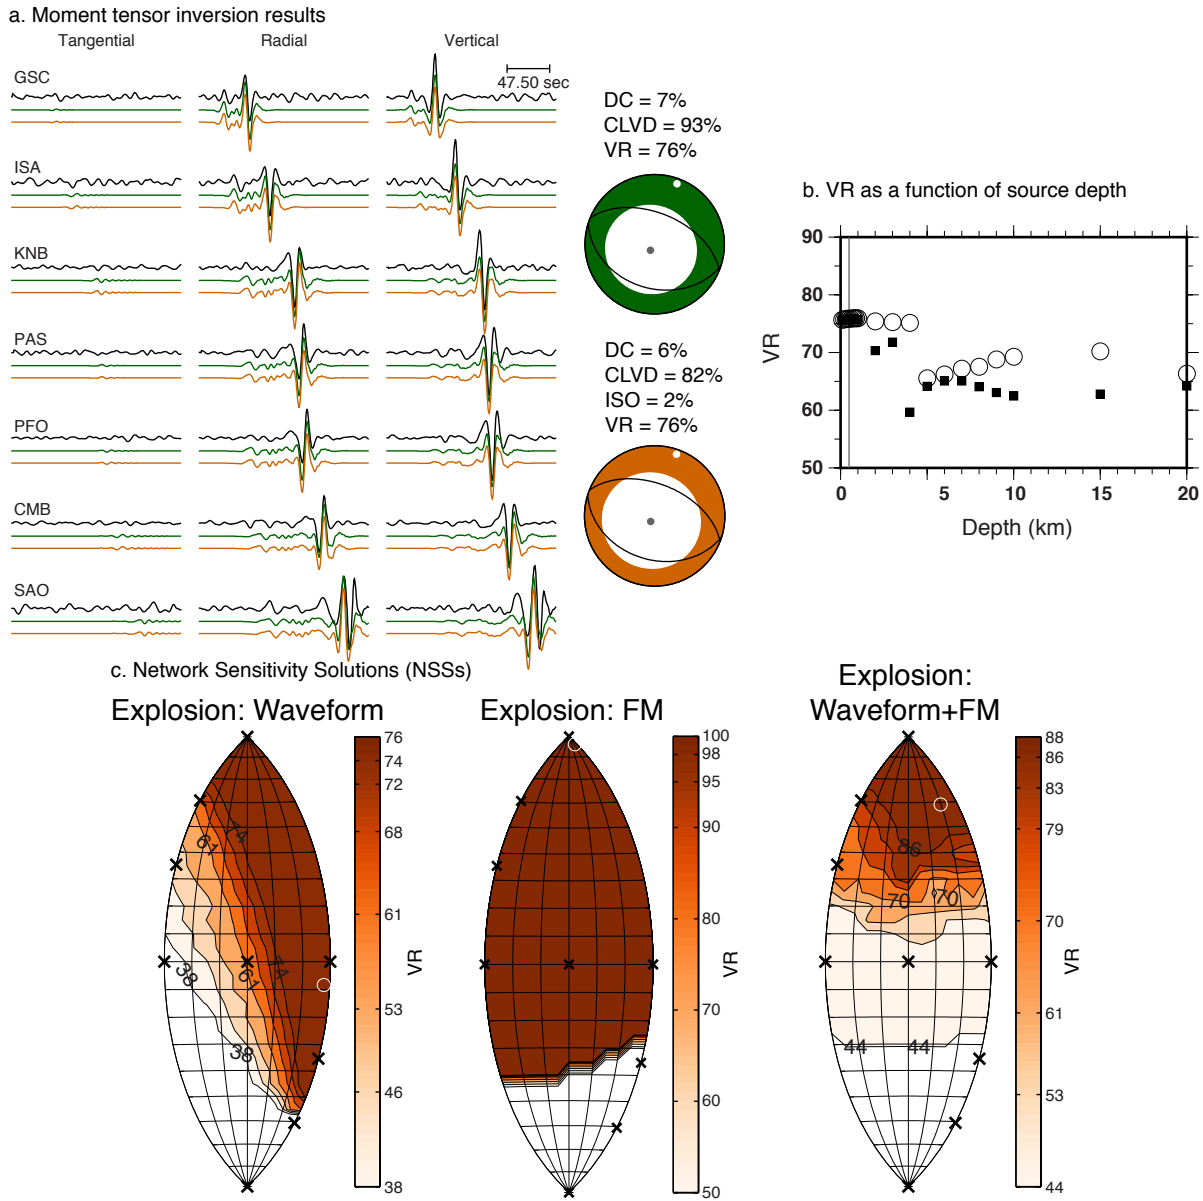 a. Moment tensor inversion results
Tangential Radial Vertical
47.50 sec
GSC
ISA
KNB
PAS
PFO
CMB
SAO
DC = 7%
CLVD = 93%
VR = 76%
DC = 6%
CLVD = 82%
ISO = 2%
VR = 76%
b. VR as a function of source depth
90
80
70
60
50
VR
0 5 10 15 20
Depth (km)
c. Network Sensitivity Solutions (NSSs)
Explosion: Waveform
76
74
72
68
61
53
46
38
VR
74
61
74
61
38
38
Explosion: FM
100
98
95
90
80
70
60
50
VR
Explosion:
Waveform+FM
88
86
83
79
70
61
53
44
VR
86
70 70
44 44